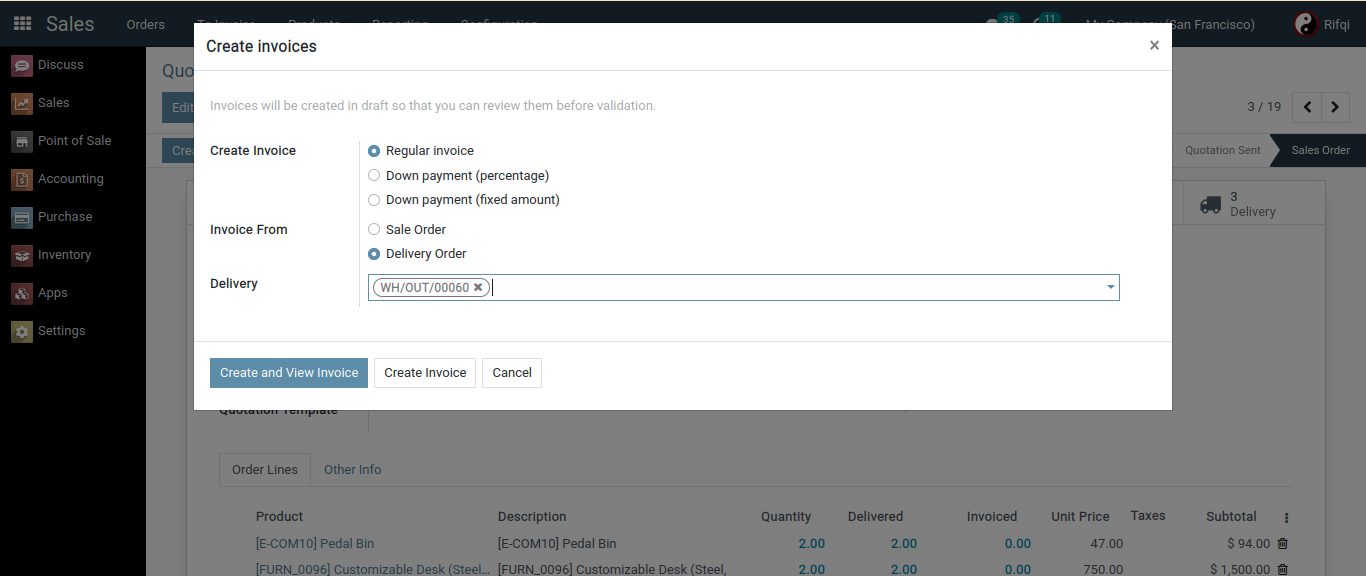 Sales Orders To Invoice Products Reporting Configuration 35 11 My Company (San Francisco) Rifqi
Create invoices ×
Discuss
Sales
Point of Sale
Accounting
Purchase
Inventory
Apps
Settings
Quo
Edit
3 / 19
Crea
Quotation Sent Sales Order
3
Delivery
Invoices will be created in draft so that you can review them before validation.
Create Invoice
Regular invoice
Down payment (percentage)
Down payment (fixed amount)
Invoice From
Sale Order
Delivery Order
Delivery
WH/OUT/00060
Create and View Invoice Create Invoice Cancel
Quotation Template
Order Lines Other Info
Product Description Quantity Delivered Invoiced Unit Price Taxes Subtotal
[E-COM10] Pedal Bin [E-COM10] Pedal Bin 2.00 2.00 0.00 47.00 $ 94.00
[FURN_0096] Customizable Desk (Steel... [FURN_0096] Customizable Desk (Steel, 2.00 2.00 0.00 750.00 $ 1,500.00